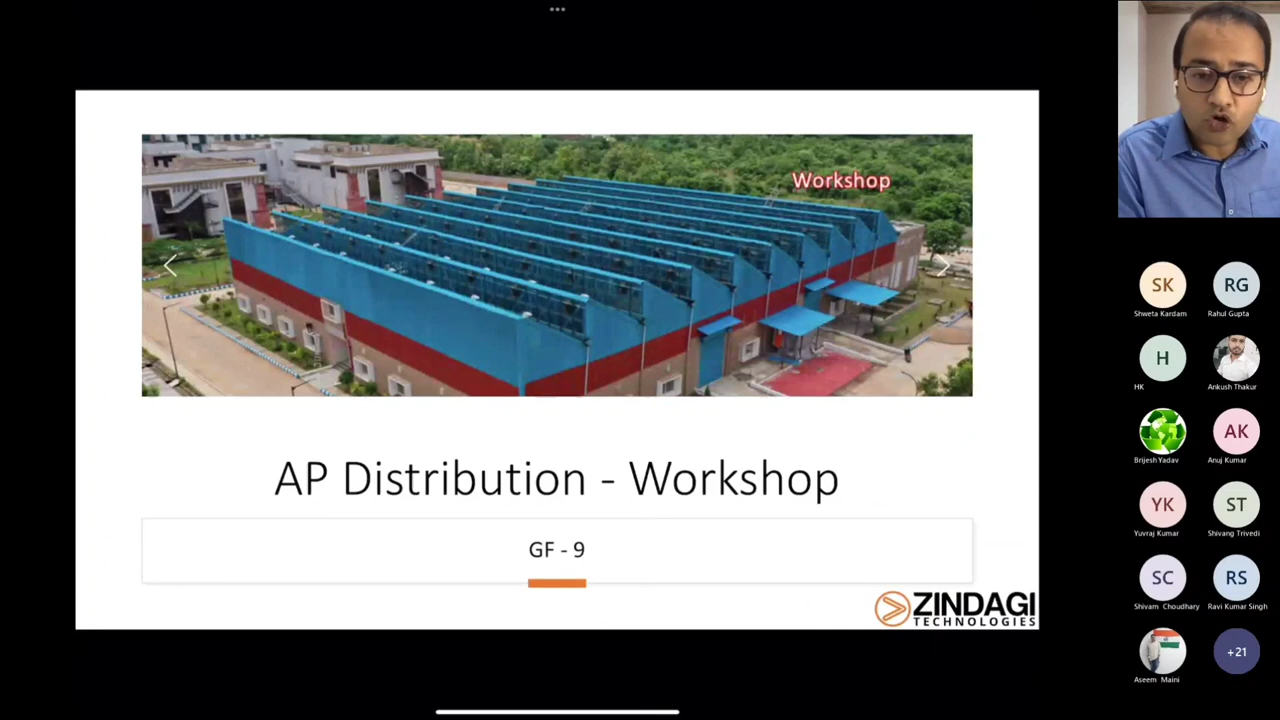 Workshop
AP Distribution - Workshop
GF - 9
ZINDAGI
TECHNOLOGIES
SK
Shweta Kardam
RG
Rahul Gupta
H
HK
Ankush Thakur
Brijesh Yadav
AK
Anuj Kumar
YK
Yuvraj Kumar
ST
Shivang Trivedi
SC
Shivam Choudhary
RS
Ravi Kumar Singh
Aseem Maini
+21